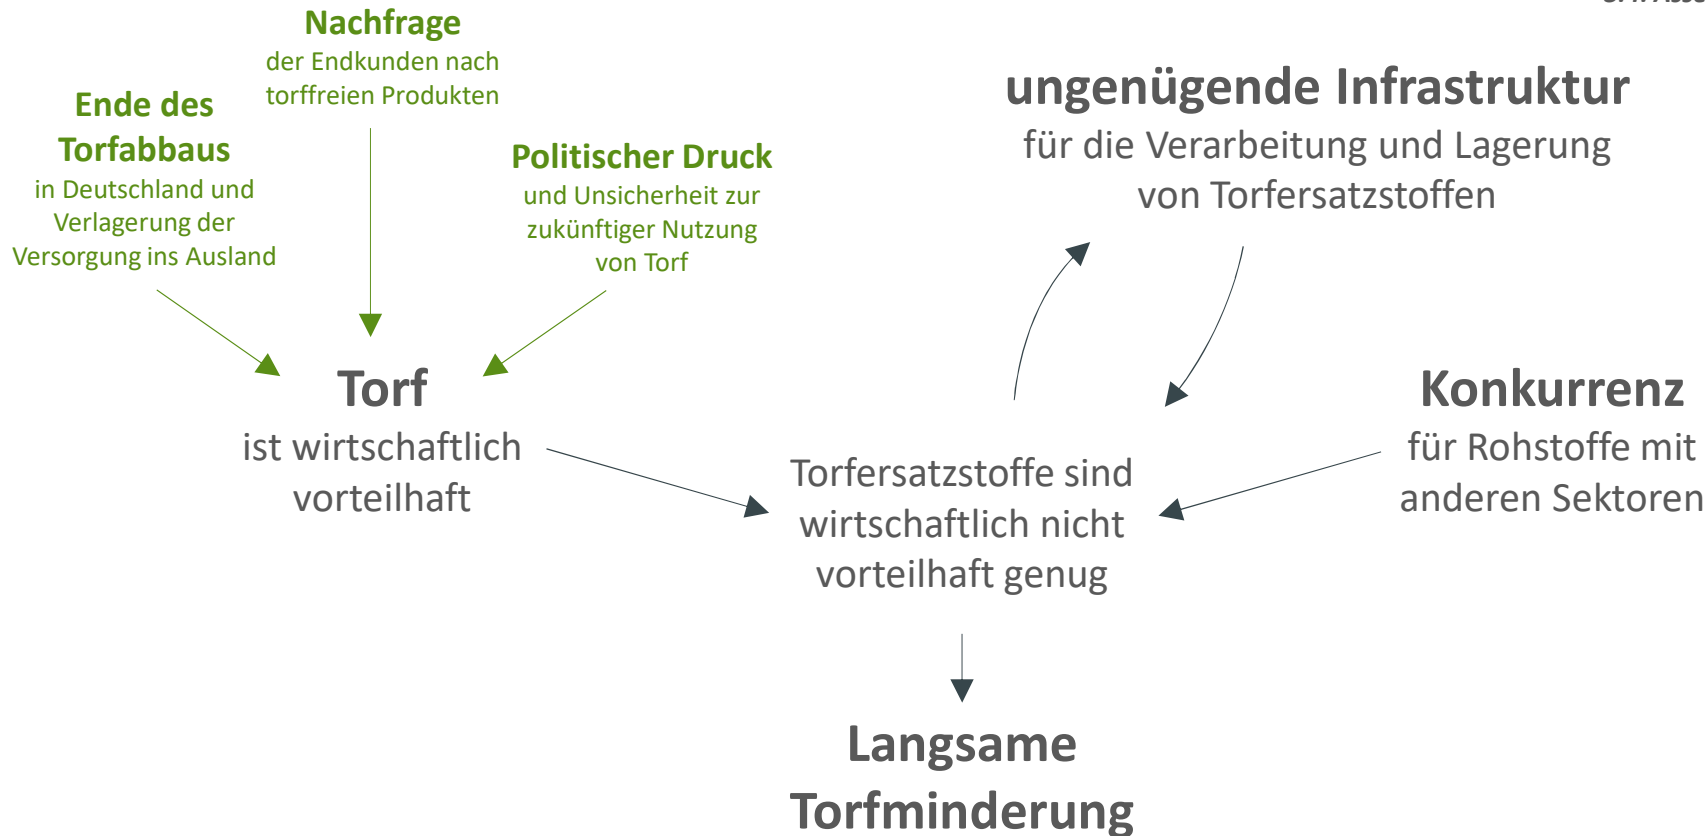 Nachfrage
der Endkunden nach
torffreien Produkten
Ende des
Torfabbaus
in Deutschland und
Verlagerung der
Versorgung ins Ausland
Politischer Druck
und Unsicherheit zur
zukünftiger Nutzung
von Torf
ungenügende Infrastruktur
für die Verarbeitung und Lagerung
von Torfersatzstoffen
Torf
ist wirtschaftlich
vorteilhaft
Torfersatzstoffe sind
wirtschaftlich nicht
vorteilhaft genug
Konkurrenz
für Rohstoffe mit
anderen Sektoren
Langsame
Torfminderung